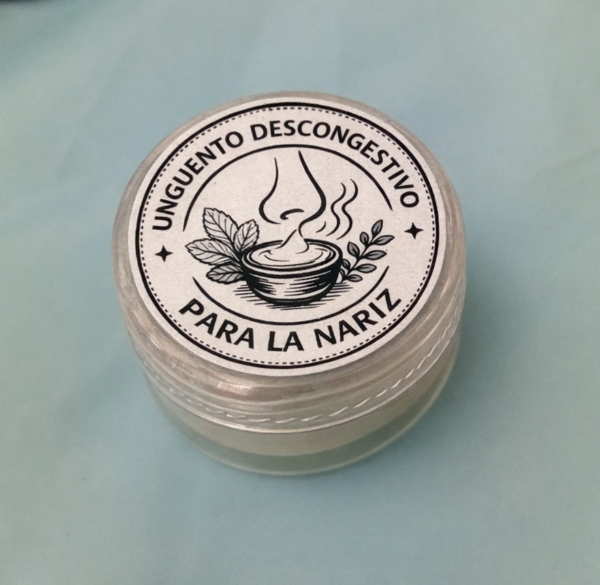 UNGUENTO DESCONGESTIVO
PARA LA NARIZ